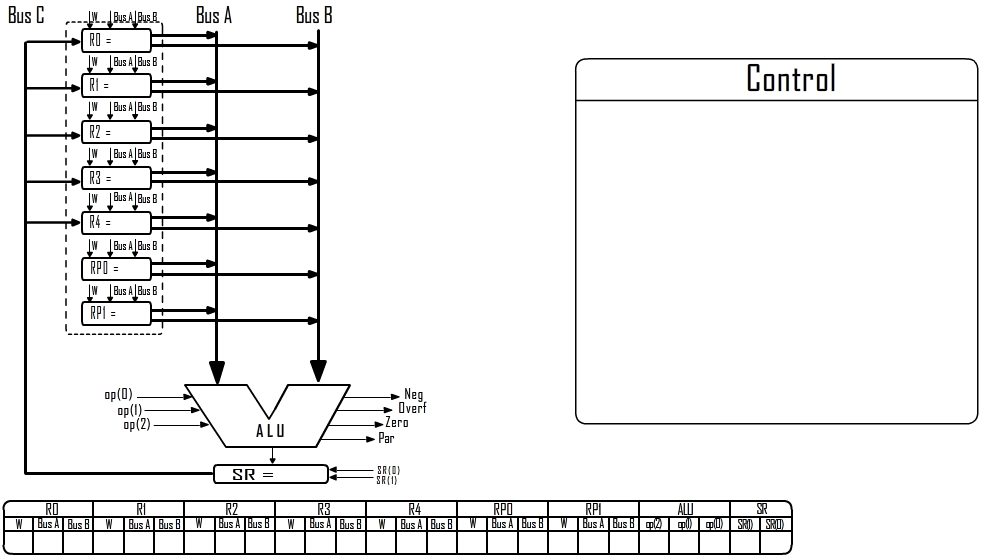 Bus C Bus A Bus B
W Bus A Bus B
R0 =
W Bus A Bus B
R1 =
W Bus A Bus B
R2 =
W Bus A Bus B
R3 =
W Bus A Bus B
R4 =
W Bus A Bus B
RP0 =
W Bus A Bus B
RP1 =
Control
op(0)
op(1)
op(2)
ALU
Neg
Overf
Zero
Par
SR =
SR(0)
SR(1)
R0 R1 R2 R3 R4 RP0 RP1 ALU SR
W Bus A Bus B W Bus A Bus B W Bus A Bus B W Bus A Bus B W Bus A Bus B W Bus A Bus B W Bus A Bus B op(2) op(1) op(0) SR(1) SR(0)